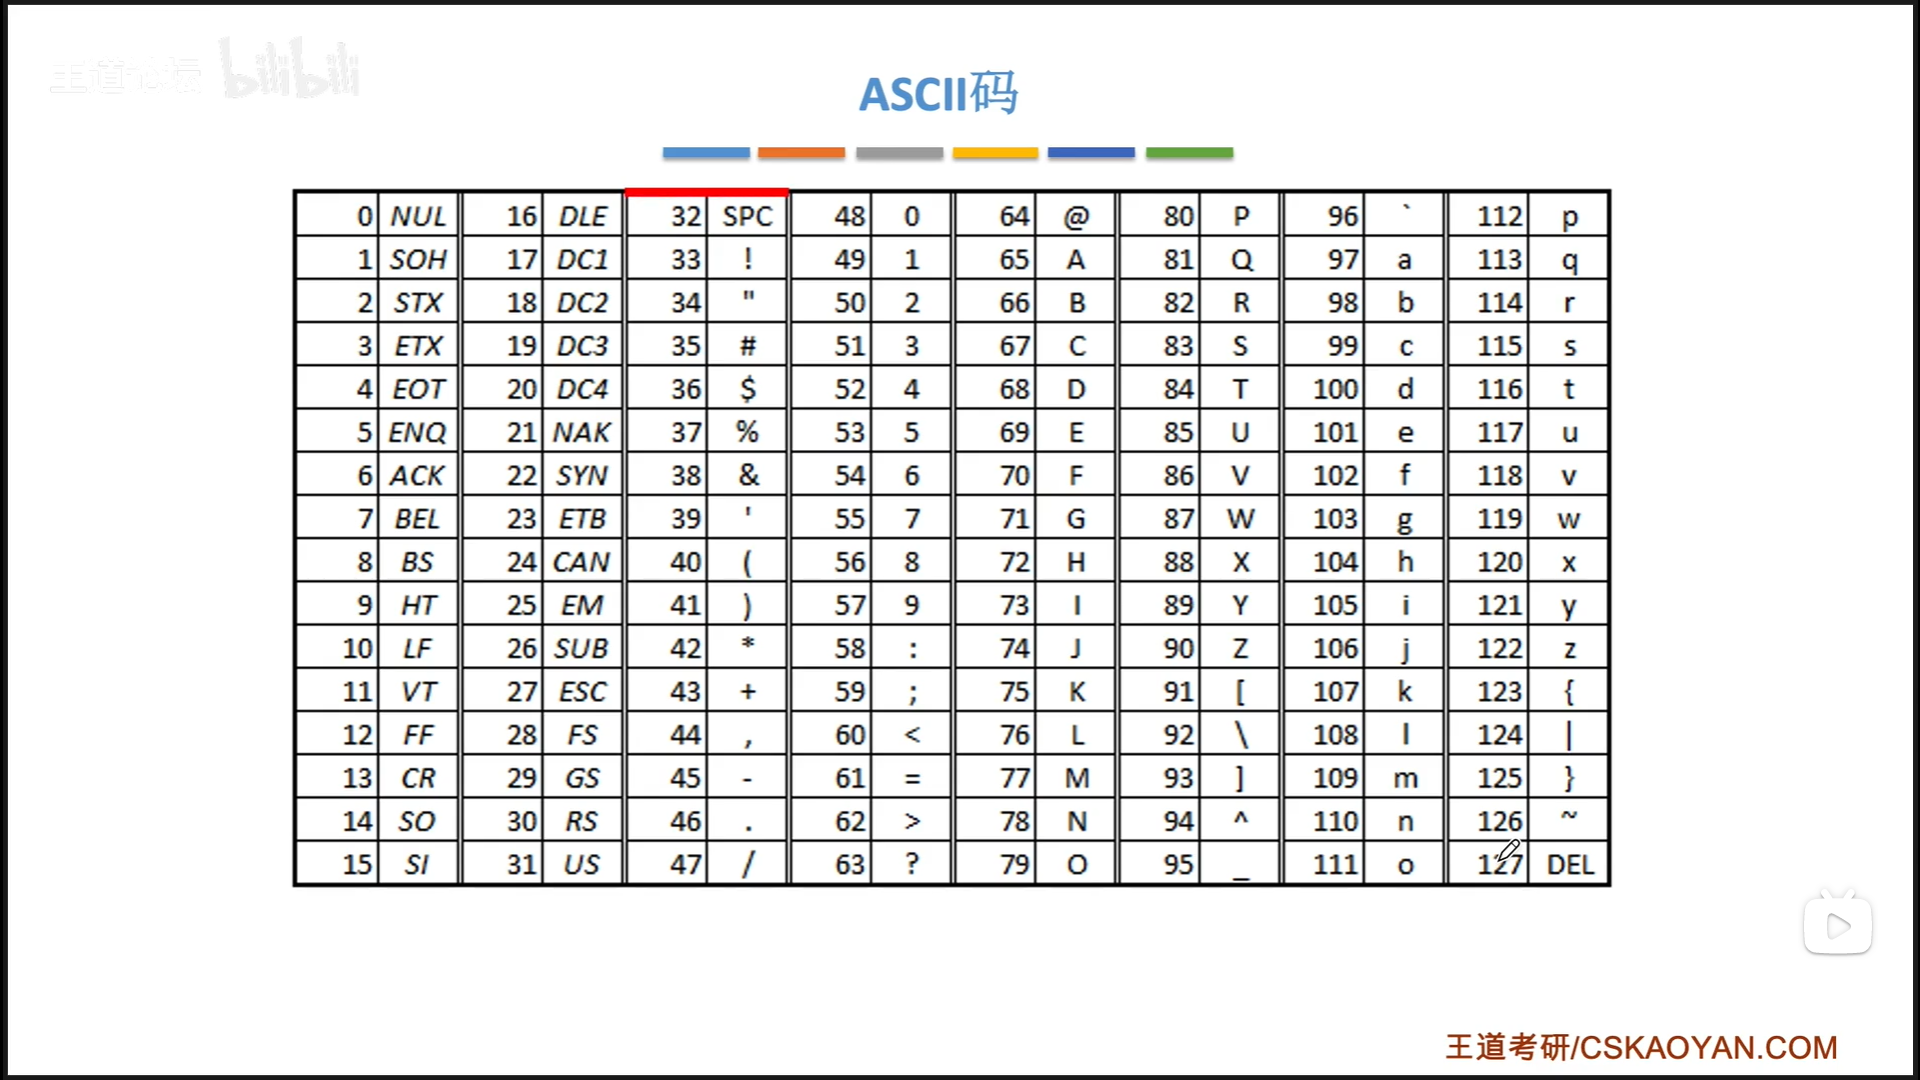 王道论坛 bilibili
ASCII码
0 NUL 16 DLE 32 SPC 48 0 64 @ 80 P 96 ` 112 p
1 SOH 17 DC1 33 ! 49 1 65 A 81 Q 97 a 113 q
2 STX 18 DC2 34 " 50 2 66 B 82 R 98 b 114 r
3 ETX 19 DC3 35 # 51 3 67 C 83 S 99 c 115 s
4 EOT 20 DC4 36 $ 52 4 68 D 84 T 100 d 116 t
5 ENQ 21 NAK 37 % 53 5 69 E 85 U 101 e 117 u
6 ACK 22 SYN 38 & 54 6 70 F 86 V 102 f 118 v
7 BEL 23 ETB 39 ' 55 7 71 G 87 W 103 g 119 w
8 BS 24 CAN 40 ( 56 8 72 H 88 X 104 h 120 x
9 HT 25 EM 41 ) 57 9 73 I 89 Y 105 i 121 y
10 LF 26 SUB 42 * 58 : 74 J 90 Z 106 j 122 z
11 VT 27 ESC 43 + 59 ; 75 K 91 [ 107 k 123 {
12 FF 28 FS 44 , 60 < 76 L 92 \ 108 l 124 |
13 CR 29 GS 45 - 61 = 77 M 93 ] 109 m 125 }
14 SO 30 RS 46 . 62 > 78 N 94 ^ 110 n 126 ~
15 SI 31 US 47 / 63 ? 79 O 95 _ 111 o 127 DEL
王道考研/CSKAOYAN.COM